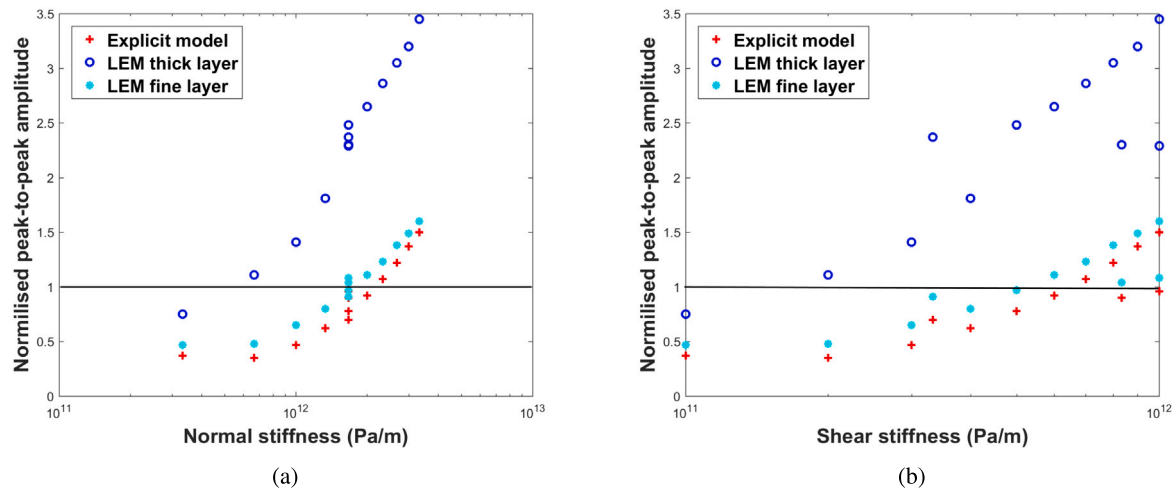 Normilised peak-to-peak amplitude
3.5
3
2.5
2
1.5
1
0.5
0
Explicit model
LEM thick layer
LEM fine layer
10^11
10^12
10^13
Normal stiffness (Pa/m)
(a)
Normilised peak-to-peak amplitude
3.5
3
2.5
2
1.5
1
0.5
0
Explicit model
LEM thick layer
LEM fine layer
10^11
10^12
Shear stiffness (Pa/m)
(b)